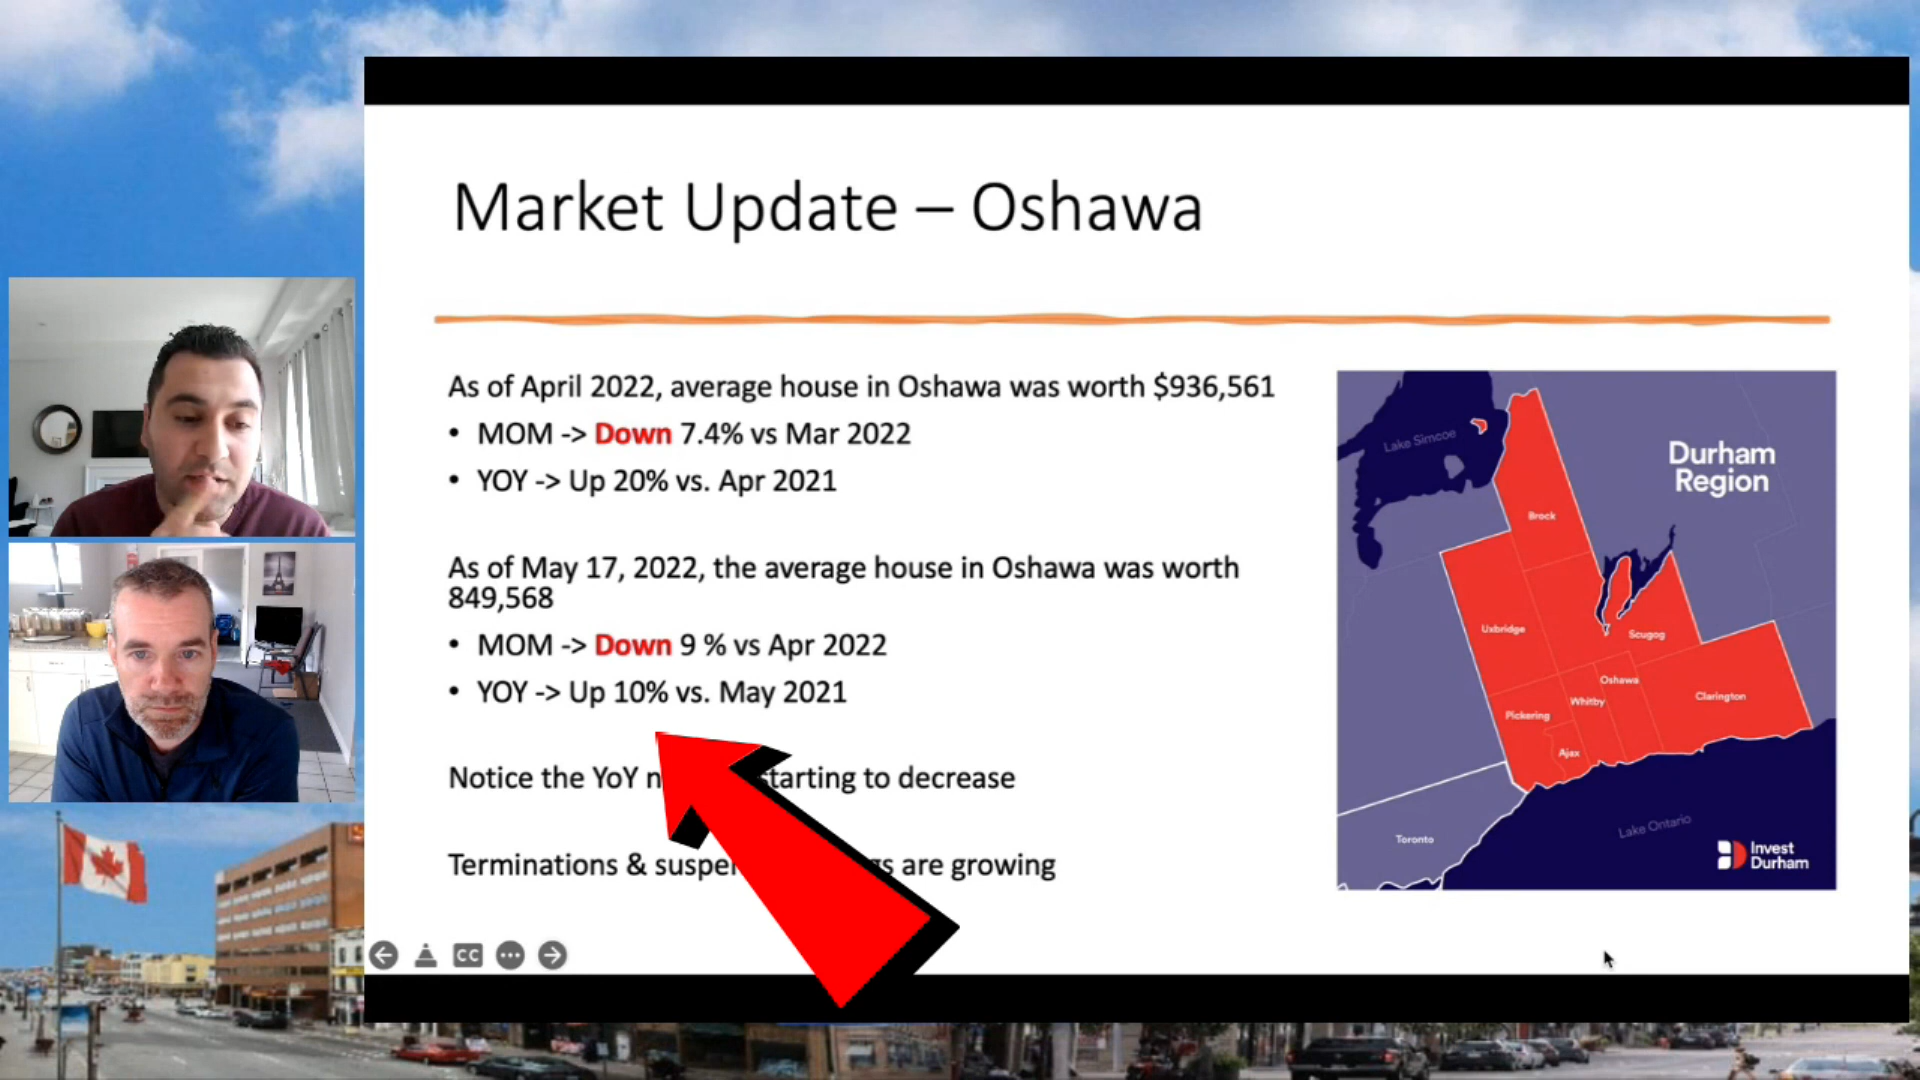 Market Update – Oshawa
As of April 2022, average house in Oshawa was worth $936,561
• MOM -> Down 7.4% vs Mar 2022
• YOY -> Up 20% vs. Apr 2021
As of May 17, 2022, the average house in Oshawa was worth
849,568
• MOM -> Down 9 % vs Apr 2022
• YOY -> Up 10% vs. May 2021
Notice the YoY starting to decrease
Terminations & are growing
CC
Lake Simcoe
Durham
Region
Brock
Uxbridge
Scugog
Oshawa
Whitby
Clarington
Pickering
Ajax
Toronto
Lake Ontario
Invest
Durham